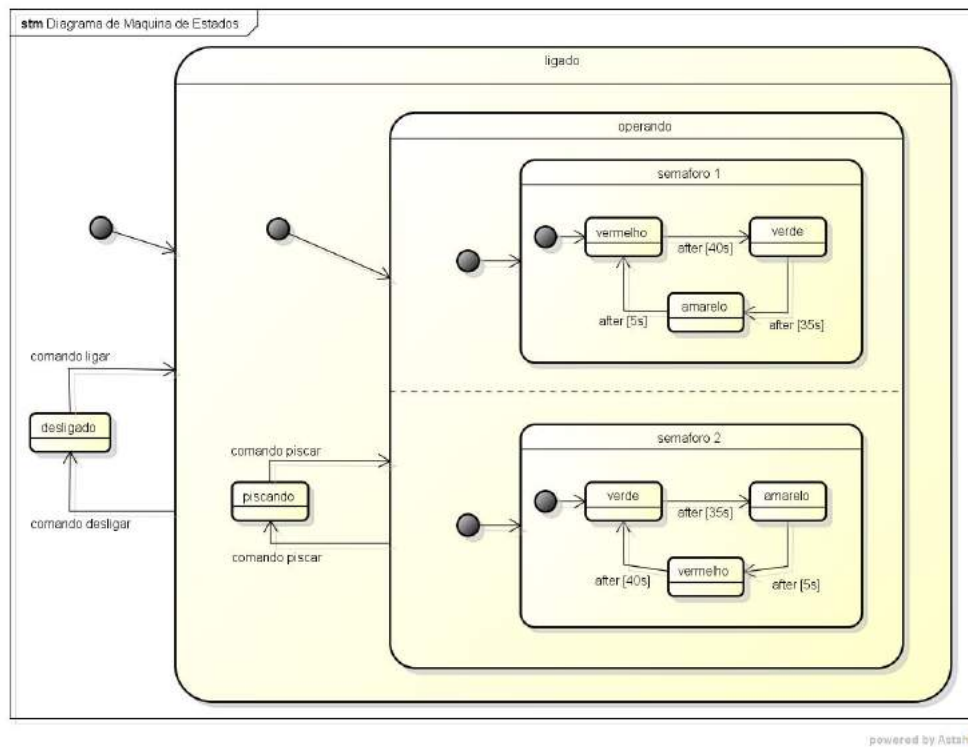 stm Diagrama de Maquina de Estados
ligado
operando
semaforo 1
vermelho
after [40s]
verde
amarelo
after [5s]
after [35s]
comando ligar
desligado
comando desligar
comando piscar
piscando
comando piscar
semaforo 2
verde
after [35s]
amarelo
vermelho
after [40s]
after [5s]
powered by Astah